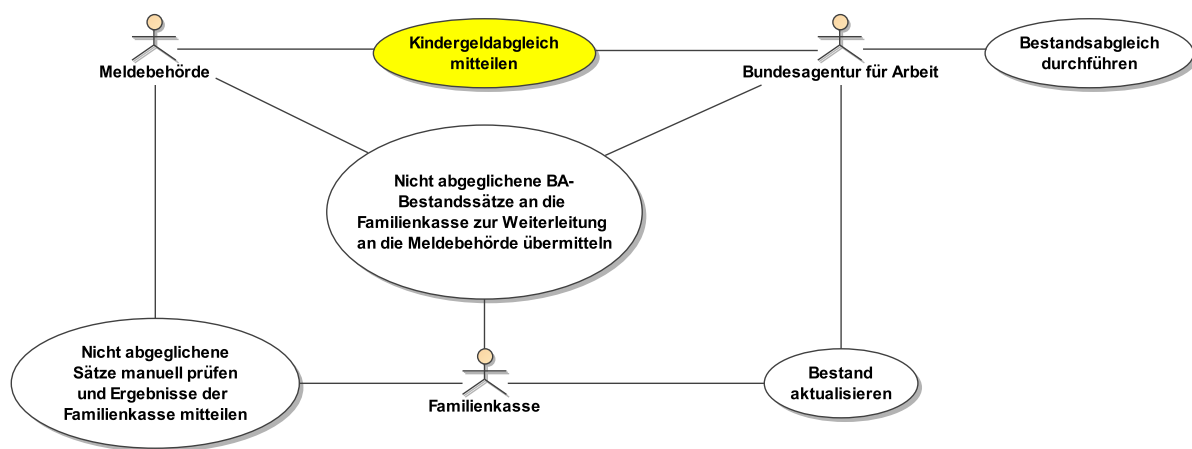 Kindergeldabgleich
mitteilen
Bestandsabgleich
durchführen
Meldebehörde
Bundesagentur für Arbeit
Nicht abgeglichene BA-
Bestandssätze an die
Familienkasse zur Weiterleitung
an die Meldebehörde übermitteln
Nicht abgeglichene
Sätze manuell prüfen
und Ergebnisse der
Familienkasse mitteilen
Familienkasse
Bestand
aktualisieren